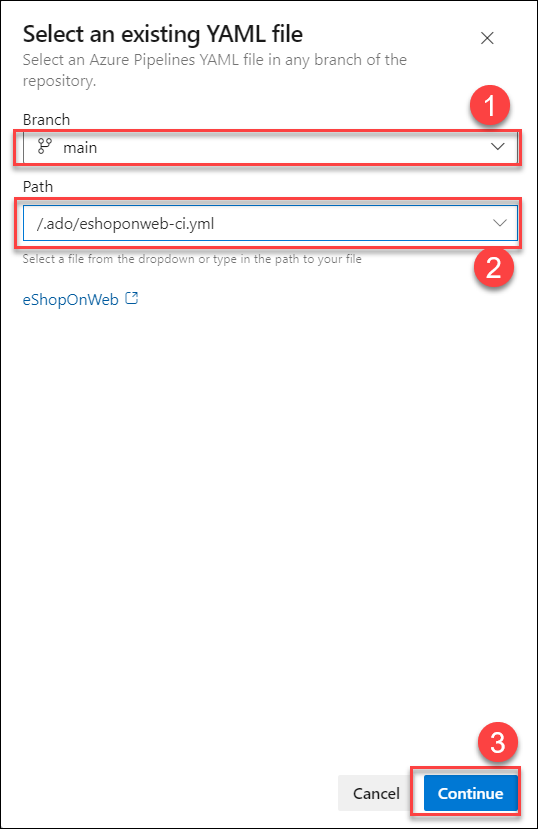 Select an existing YAML file
Select an Azure Pipelines YAML file in any branch of the
repository.
1
Branch
main
Path
/.ado/eshoponweb-ci.yml
Select a file from the dropdown or type in the path to your file
2
eShopOnWeb
3
Cancel
Continue